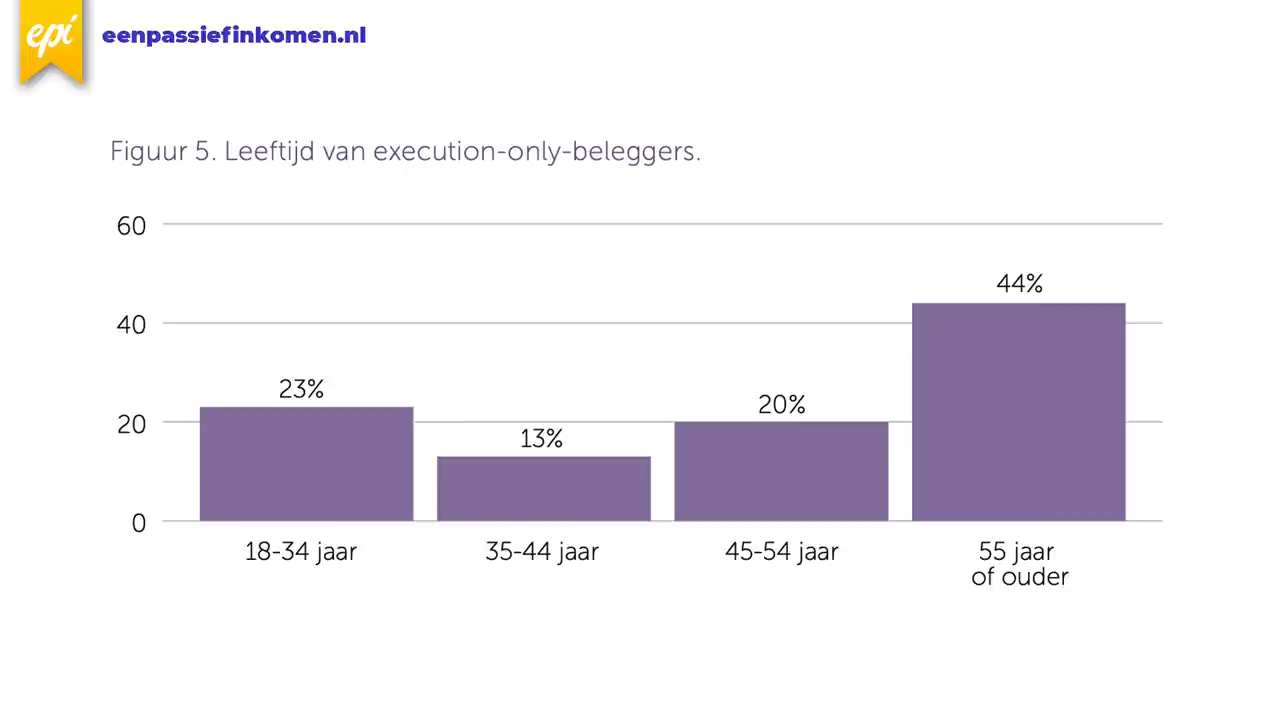 epi
eenpassiefinkomen.nl
Figuur 5. Leeftijd van execution-only-beleggers.
60
44%
40
23%
20%
20
13%
0
18-34 jaar
35-44 jaar
45-54 jaar
55 jaar
of ouder